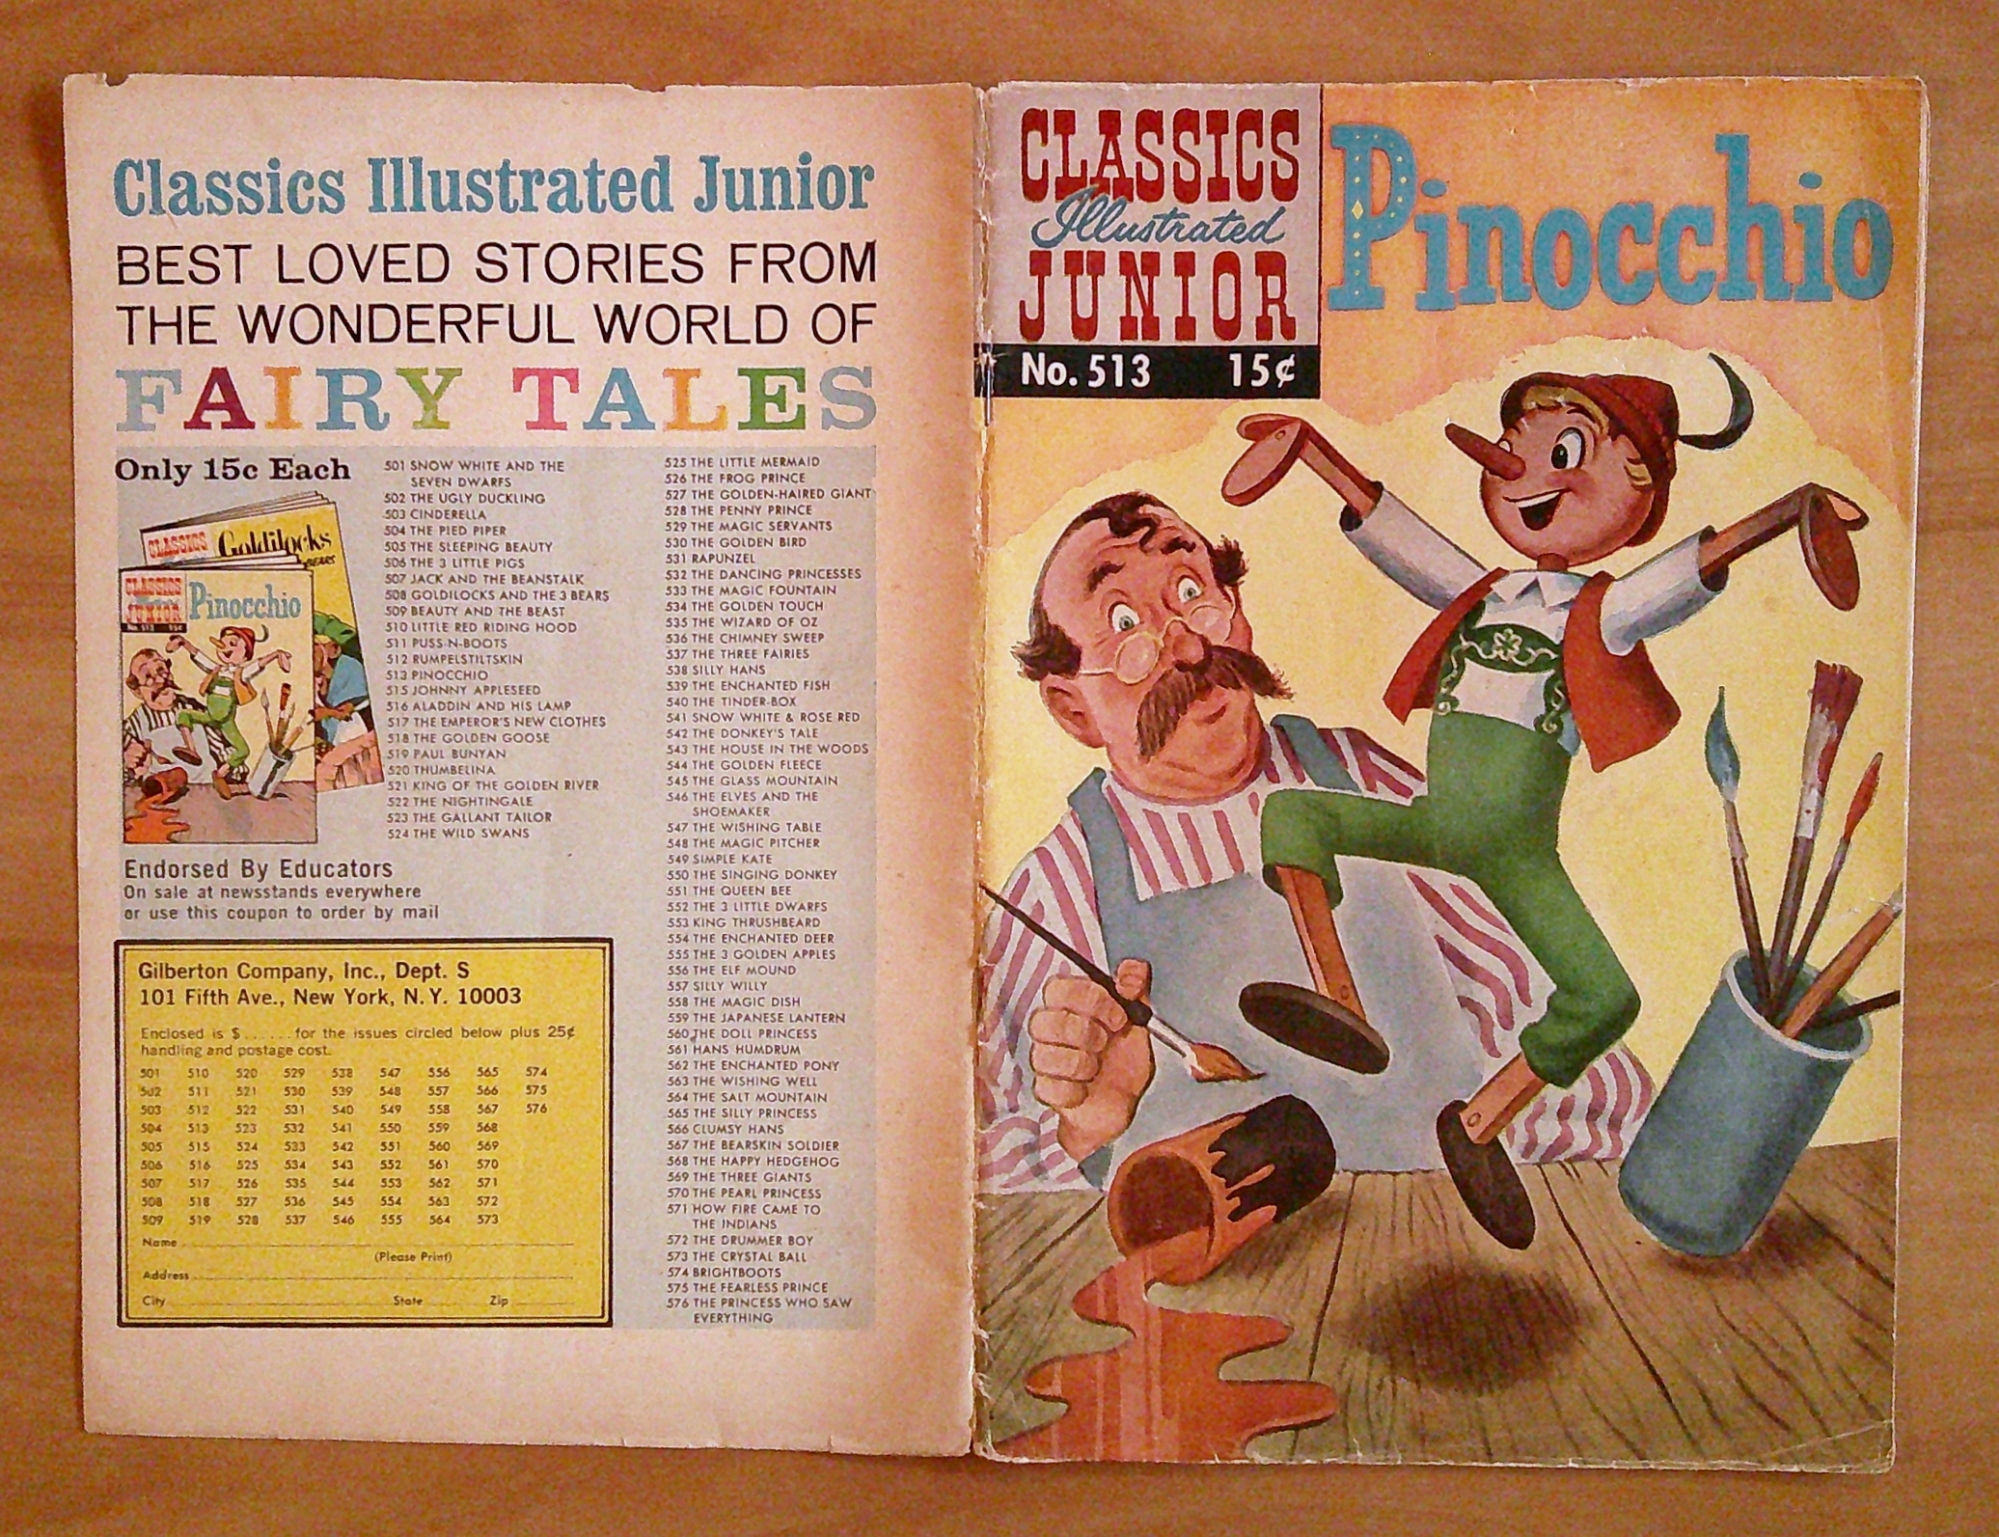 Classics Illustrated Junior
BEST LOVED STORIES FROM
THE WONDERFUL WORLD OF
FAIRY TALES
Only 15c Each
CLASSICS
Goldilocks
BEARS
CLASSICS
JUNIOR
Pinocchio
No. 513 15¢
501 SNOW WHITE AND THE
SEVEN DWARFS
502 THE UGLY DUCKLING
503 CINDERELLA
504 THE PIED PIPER
505 THE SLEEPING BEAUTY
506 THE 3 LITTLE PIGS
507 JACK AND THE BEANSTALK
508 GOLDILOCKS AND THE 3 BEARS
509 BEAUTY AND THE BEAST
510 LITTLE RED RIDING HOOD
511 PUSS-N-BOOTS
512 RUMPELSTILTSKIN
513 PINOCCHIO
515 JOHNNY APPLESEED
516 ALADDIN AND HIS LAMP
517 THE EMPEROR'S NEW CLOTHES
518 THE GOLDEN GOOSE
519 PAUL BUNYAN
520 THUMBELINA
521 KING OF THE GOLDEN RIVER
522 THE NIGHTINGALE
523 THE GALLANT TAILOR
524 THE WILD SWANS
525 THE LITTLE MERMAID
526 THE FROG PRINCE
527 THE GOLDEN-HAIRED GIANT
528 THE PENNY PRINCE
529 THE MAGIC SERVANTS
530 THE GOLDEN BIRD
531 RAPUNZEL
532 THE DANCING PRINCESSES
533 THE MAGIC FOUNTAIN
534 THE GOLDEN TOUCH
535 THE WIZARD OF OZ
536 THE CHIMNEY SWEEP
537 THE THREE FAIRIES
538 SILLY HANS
539 THE ENCHANTED FISH
540 THE TINDER-BOX
541 SNOW WHITE & ROSE RED
542 THE DONKEY'S TALE
543 THE HOUSE IN THE WOODS
544 THE GOLDEN FLEECE
545 THE GLASS MOUNTAIN
546 THE ELVES AND THE
SHOEMAKER
547 THE WISHING TABLE
548 THE MAGIC PITCHER
549 SIMPLE KATE
550 THE SINGING DONKEY
551 THE QUEEN BEE
552 THE 3 LITTLE DWARFS
553 KING THRUSHBEARD
554 THE ENCHANTED DEER
555 THE 3 GOLDEN APPLES
556 THE ELF MOUND
557 SILLY WILLY
558 THE MAGIC DISH
559 THE JAPANESE LANTERN
560 THE DOLL PRINCESS
561 HANS HUMDRUM
562 THE ENCHANTED PONY
563 THE WISHING WELL
564 THE SALT MOUNTAIN
565 THE SILLY PRINCESS
566 CLUMSY HANS
567 THE BEARSKIN SOLDIER
568 THE HAPPY HEDGEHOG
569 THE THREE GIANTS
570 THE PEARL PRINCESS
571 HOW FIRE CAME TO
THE INDIANS
572 THE DRUMMER BOY
573 THE CRYSTAL BALL
574 BRIGHTBOOTS
575 THE FEARLESS PRINCE
576 THE PRINCESS WHO SAW
EVERYTHING
Endorsed By Educators
On sale at newsstands everywhere
or use this coupon to order by mail
Gilberton Company, Inc., Dept. S
101 Fifth Ave., New York, N.Y. 10003
Enclosed is $ ...... for the issues circled below plus 25¢
handling and postage cost.
501 510 520 529 538 547 556 565 574
502 511 521 530 539 548 557 566 575
503 512 522 531 540 549 558 567 576
504 513 523 532 541 550 559 568
505 515 524 533 542 551 560 569
506 516 525 534 543 552 561 570
507 517 526 535 544 553 562 571
508 518 527 536 545 554 563 572
509 519 528 537 546 555 564 573
Name
(Please Print)
Address
City State Zip
CLASSICS
Illustrated
JUNIOR
No. 513 15¢
Pinocchio